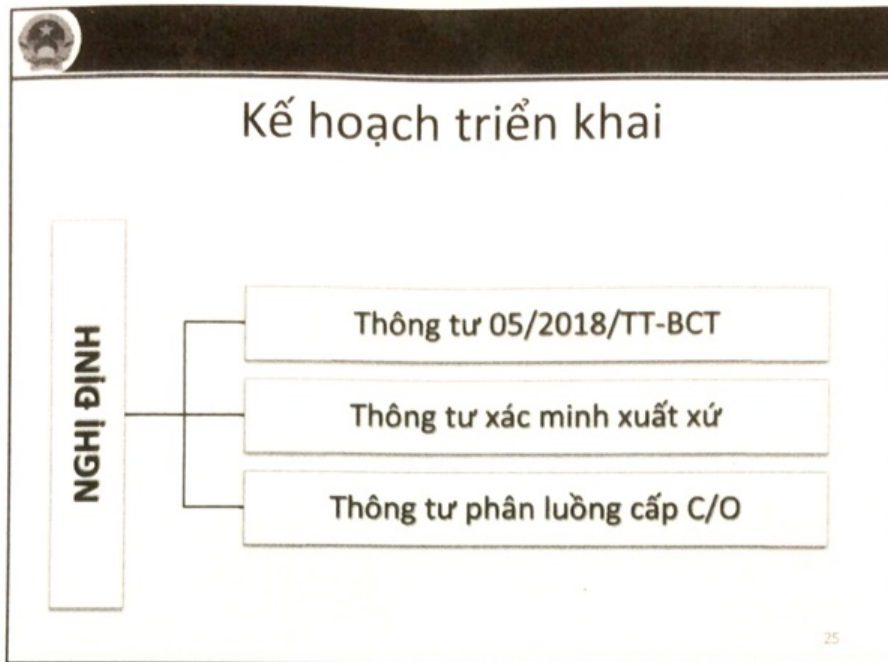 Kế hoạch triển khai
NGHỊ ĐỊNH
Thông tư 05/2018/TT-BCT
Thông tư xác minh xuất xứ
Thông tư phân luồng cấp C/O
25